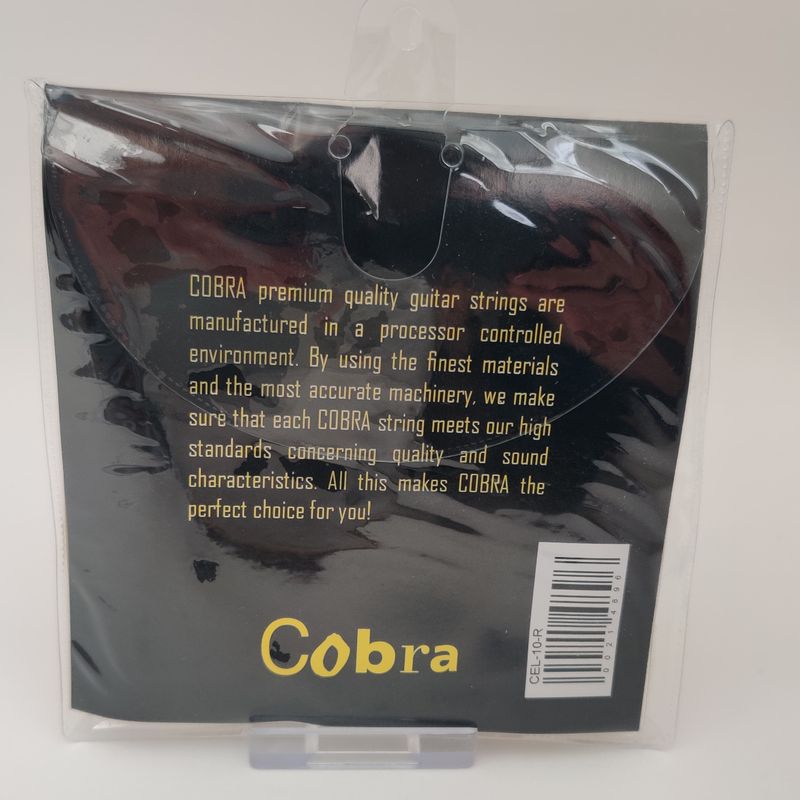 COBRA premium quality guitar strings are
manufactured in a processor controlled
environment. By using the finest materials
and the most accurate machinery, we make
sure that each COBRA string meets our high
standards concerning quality and sound
characteristics. All this makes COBRA the
perfect choice for you!
Cobra
CEL-10-R
00214896